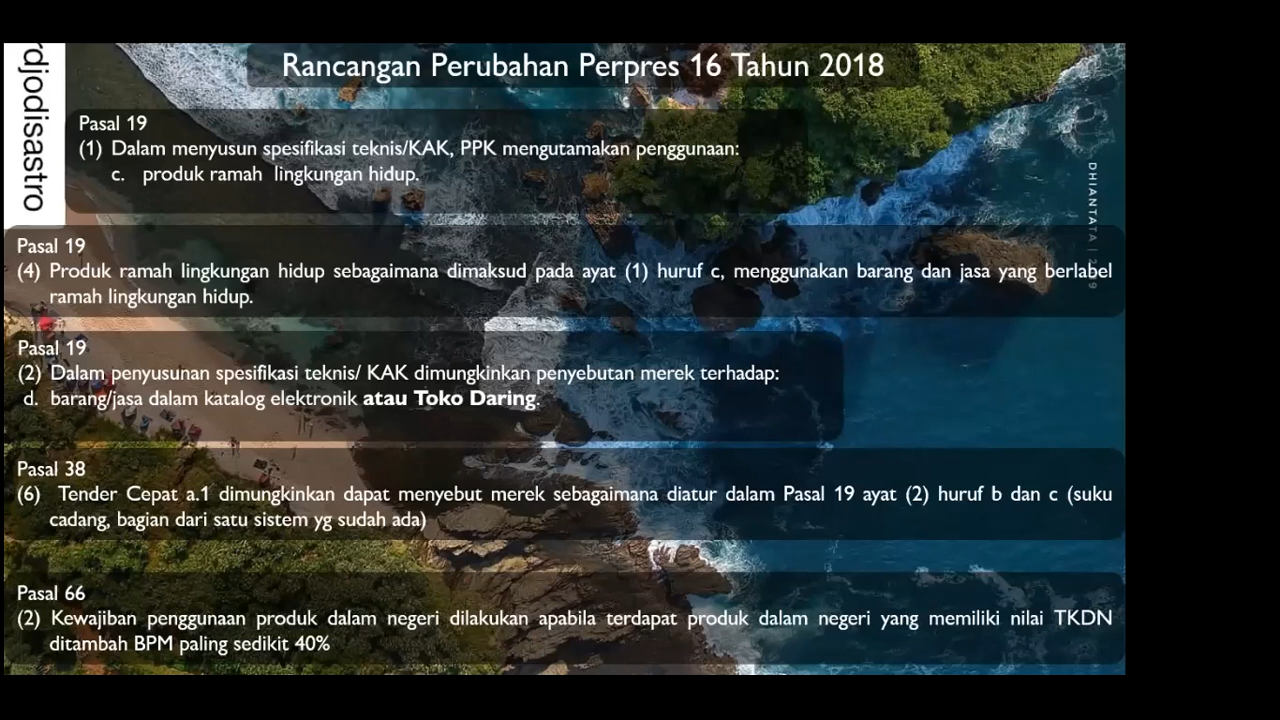 Rancangan Perubahan Perpres 16 Tahun 2018
rdjodisastro
DHIANTATA |
Pasal 19
(1) Dalam menyusun spesifikasi teknis/KAK, PPK mengutamakan penggunaan:
c. produk ramah lingkungan hidup.
Pasal 19
(4) Produk ramah lingkungan hidup sebagaimana dimaksud pada ayat (1) huruf c, menggunakan barang dan jasa yang berlabel
ramah lingkungan hidup.
Pasal 19
(2) Dalam penyusunan spesifikasi teknis/ KAK dimungkinkan penyebutan merek terhadap:
d. barang/jasa dalam katalog elektronik atau Toko Daring.
Pasal 38
(6) Tender Cepat a.1 dimungkinkan dapat menyebut merek sebagaimana diatur dalam Pasal 19 ayat (2) huruf b dan c (suku
cadang, bagian dari satu sistem yg sudah ada)
Pasal 66
(2) Kewajiban penggunaan produk dalam negeri dilakukan apabila terdapat produk dalam negeri yang memiliki nilai TKDN
ditambah BPM paling sedikit 40%